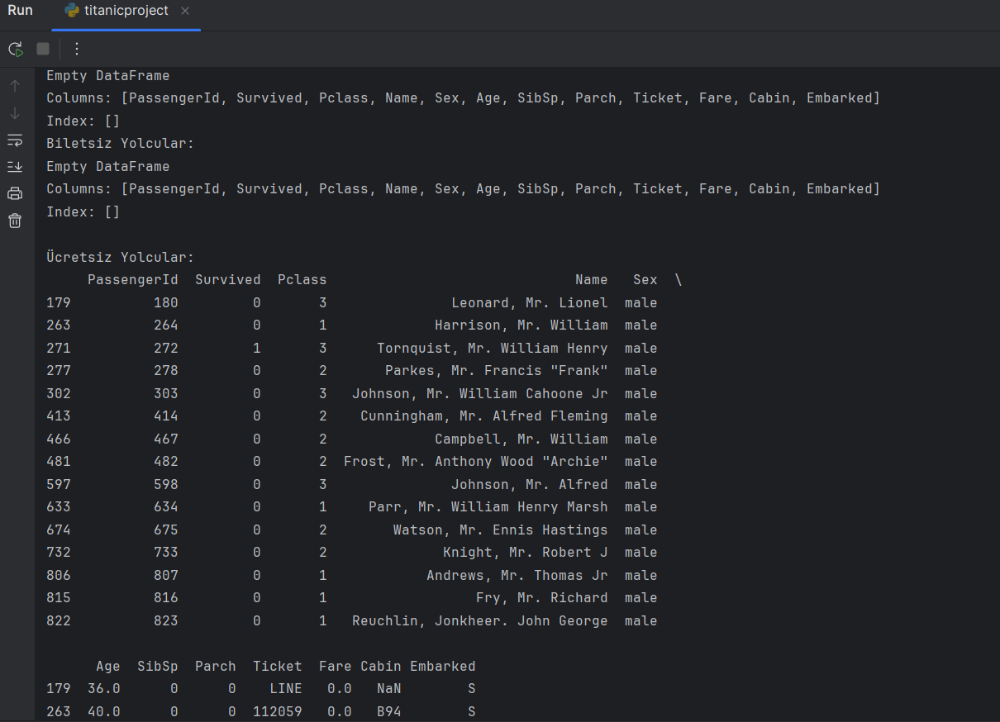 Run titanicproject
Empty DataFrame
Columns: [PassengerId, Survived, Pclass, Name, Sex, Age, SibSp, Parch, Ticket, Fare, Cabin, Embarked]
Index: []
Biletsiz Yolcular:
Empty DataFrame
Columns: [PassengerId, Survived, Pclass, Name, Sex, Age, SibSp, Parch, Ticket, Fare, Cabin, Embarked]
Index: []
Ücretsiz Yolcular:
     PassengerId  Survived  Pclass                              Name   Sex  \
179          180         0       3              Leonard, Mr. Lionel  male
263          264         0       1            Harrison, Mr. William  male
271          272         1       3     Tornquist, Mr. William Henry  male
277          278         0       2      Parkes, Mr. Francis "Frank"  male
302          303         0       3  Johnson, Mr. William Cahoone Jr  male
413          414         0       2   Cunningham, Mr. Alfred Fleming  male
466          467         0       2            Campbell, Mr. William  male
481          482         0       2 Frost, Mr. Anthony Wood "Archie"  male
597          598         0       3              Johnson, Mr. Alfred  male
633          634         0       1    Parr, Mr. William Henry Marsh  male
674          675         0       2       Watson, Mr. Ennis Hastings  male
732          733         0       2             Knight, Mr. Robert J  male
806          807         0       1           Andrews, Mr. Thomas Jr  male
815          816         0       1                 Fry, Mr. Richard  male
822          823         0       1  Reuchlin, Jonkheer. John George  male
      Age  SibSp  Parch  Ticket  Fare Cabin Embarked
179  36.0      0      0    LINE   0.0   NaN        S
263  40.0      0      0  112059   0.0   B94        S